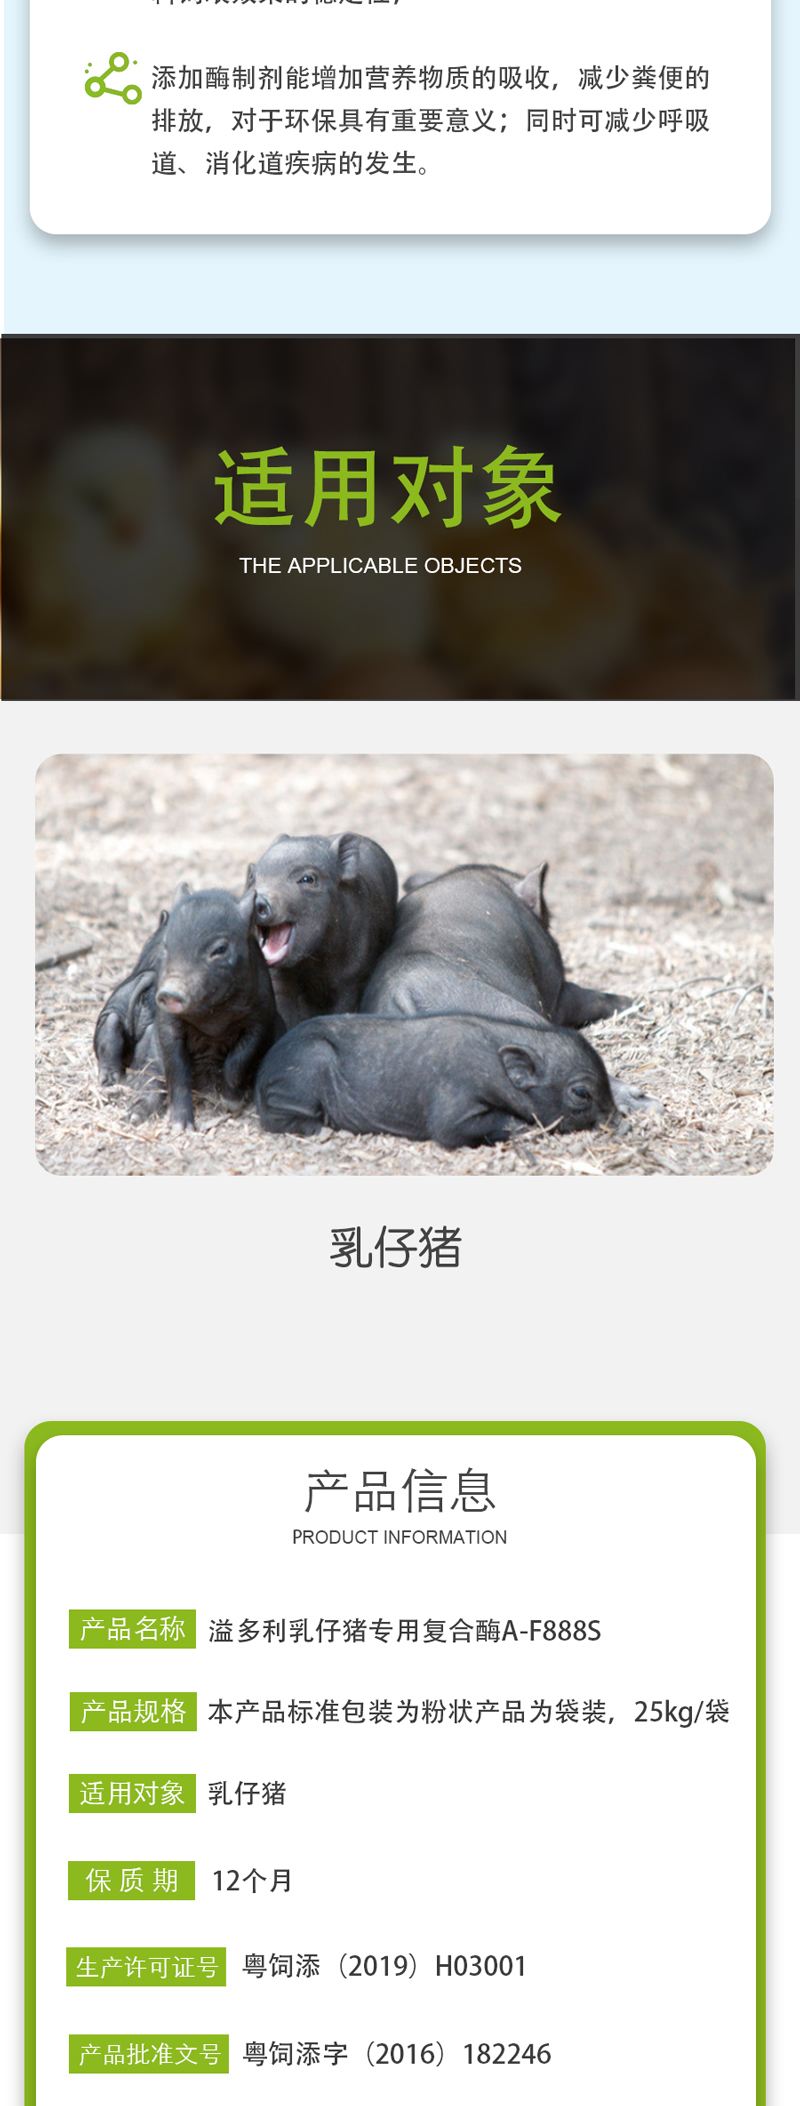 添加酶制剂能增加营养物质的吸收，减少粪便的
排放，对于环保具有重要意义；同时可减少呼吸
道、消化道疾病的发生。
适用对象
THE APPLICABLE OBJECTS
乳仔猪
产品信息
PRODUCT INFORMATION
产品名称 溢多利乳仔猪专用复合酶A-F888S
产品规格 本产品标准包装为粉状产品为袋装，25kg/袋
适用对象 乳仔猪
保质期 12个月
生产许可证号 粤饲添（2019）H03001
产品批准文号 粤饲添字（2016）182246